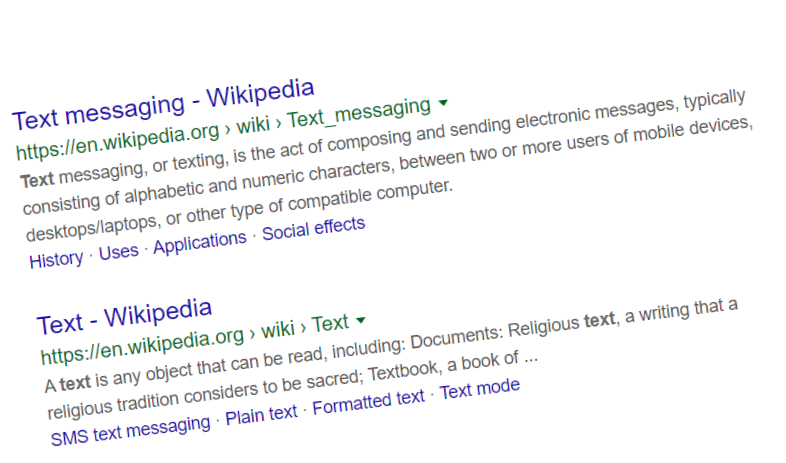 Text messaging - Wikipedia
https://en.wikipedia.org › wiki › Text_messaging
Text messaging, or texting, is the act of composing and sending electronic messages, typically
consisting of alphabetic and numeric characters, between two or more users of mobile devices,
desktops/laptops, or other type of compatible computer.
History · Uses · Applications · Social effects
Text - Wikipedia
https://en.wikipedia.org › wiki › Text
A text is any object that can be read, including: Documents: Religious text, a writing that a
religious tradition considers to be sacred; Textbook, a book of ...
SMS text messaging · Plain text · Formatted text · Text mode